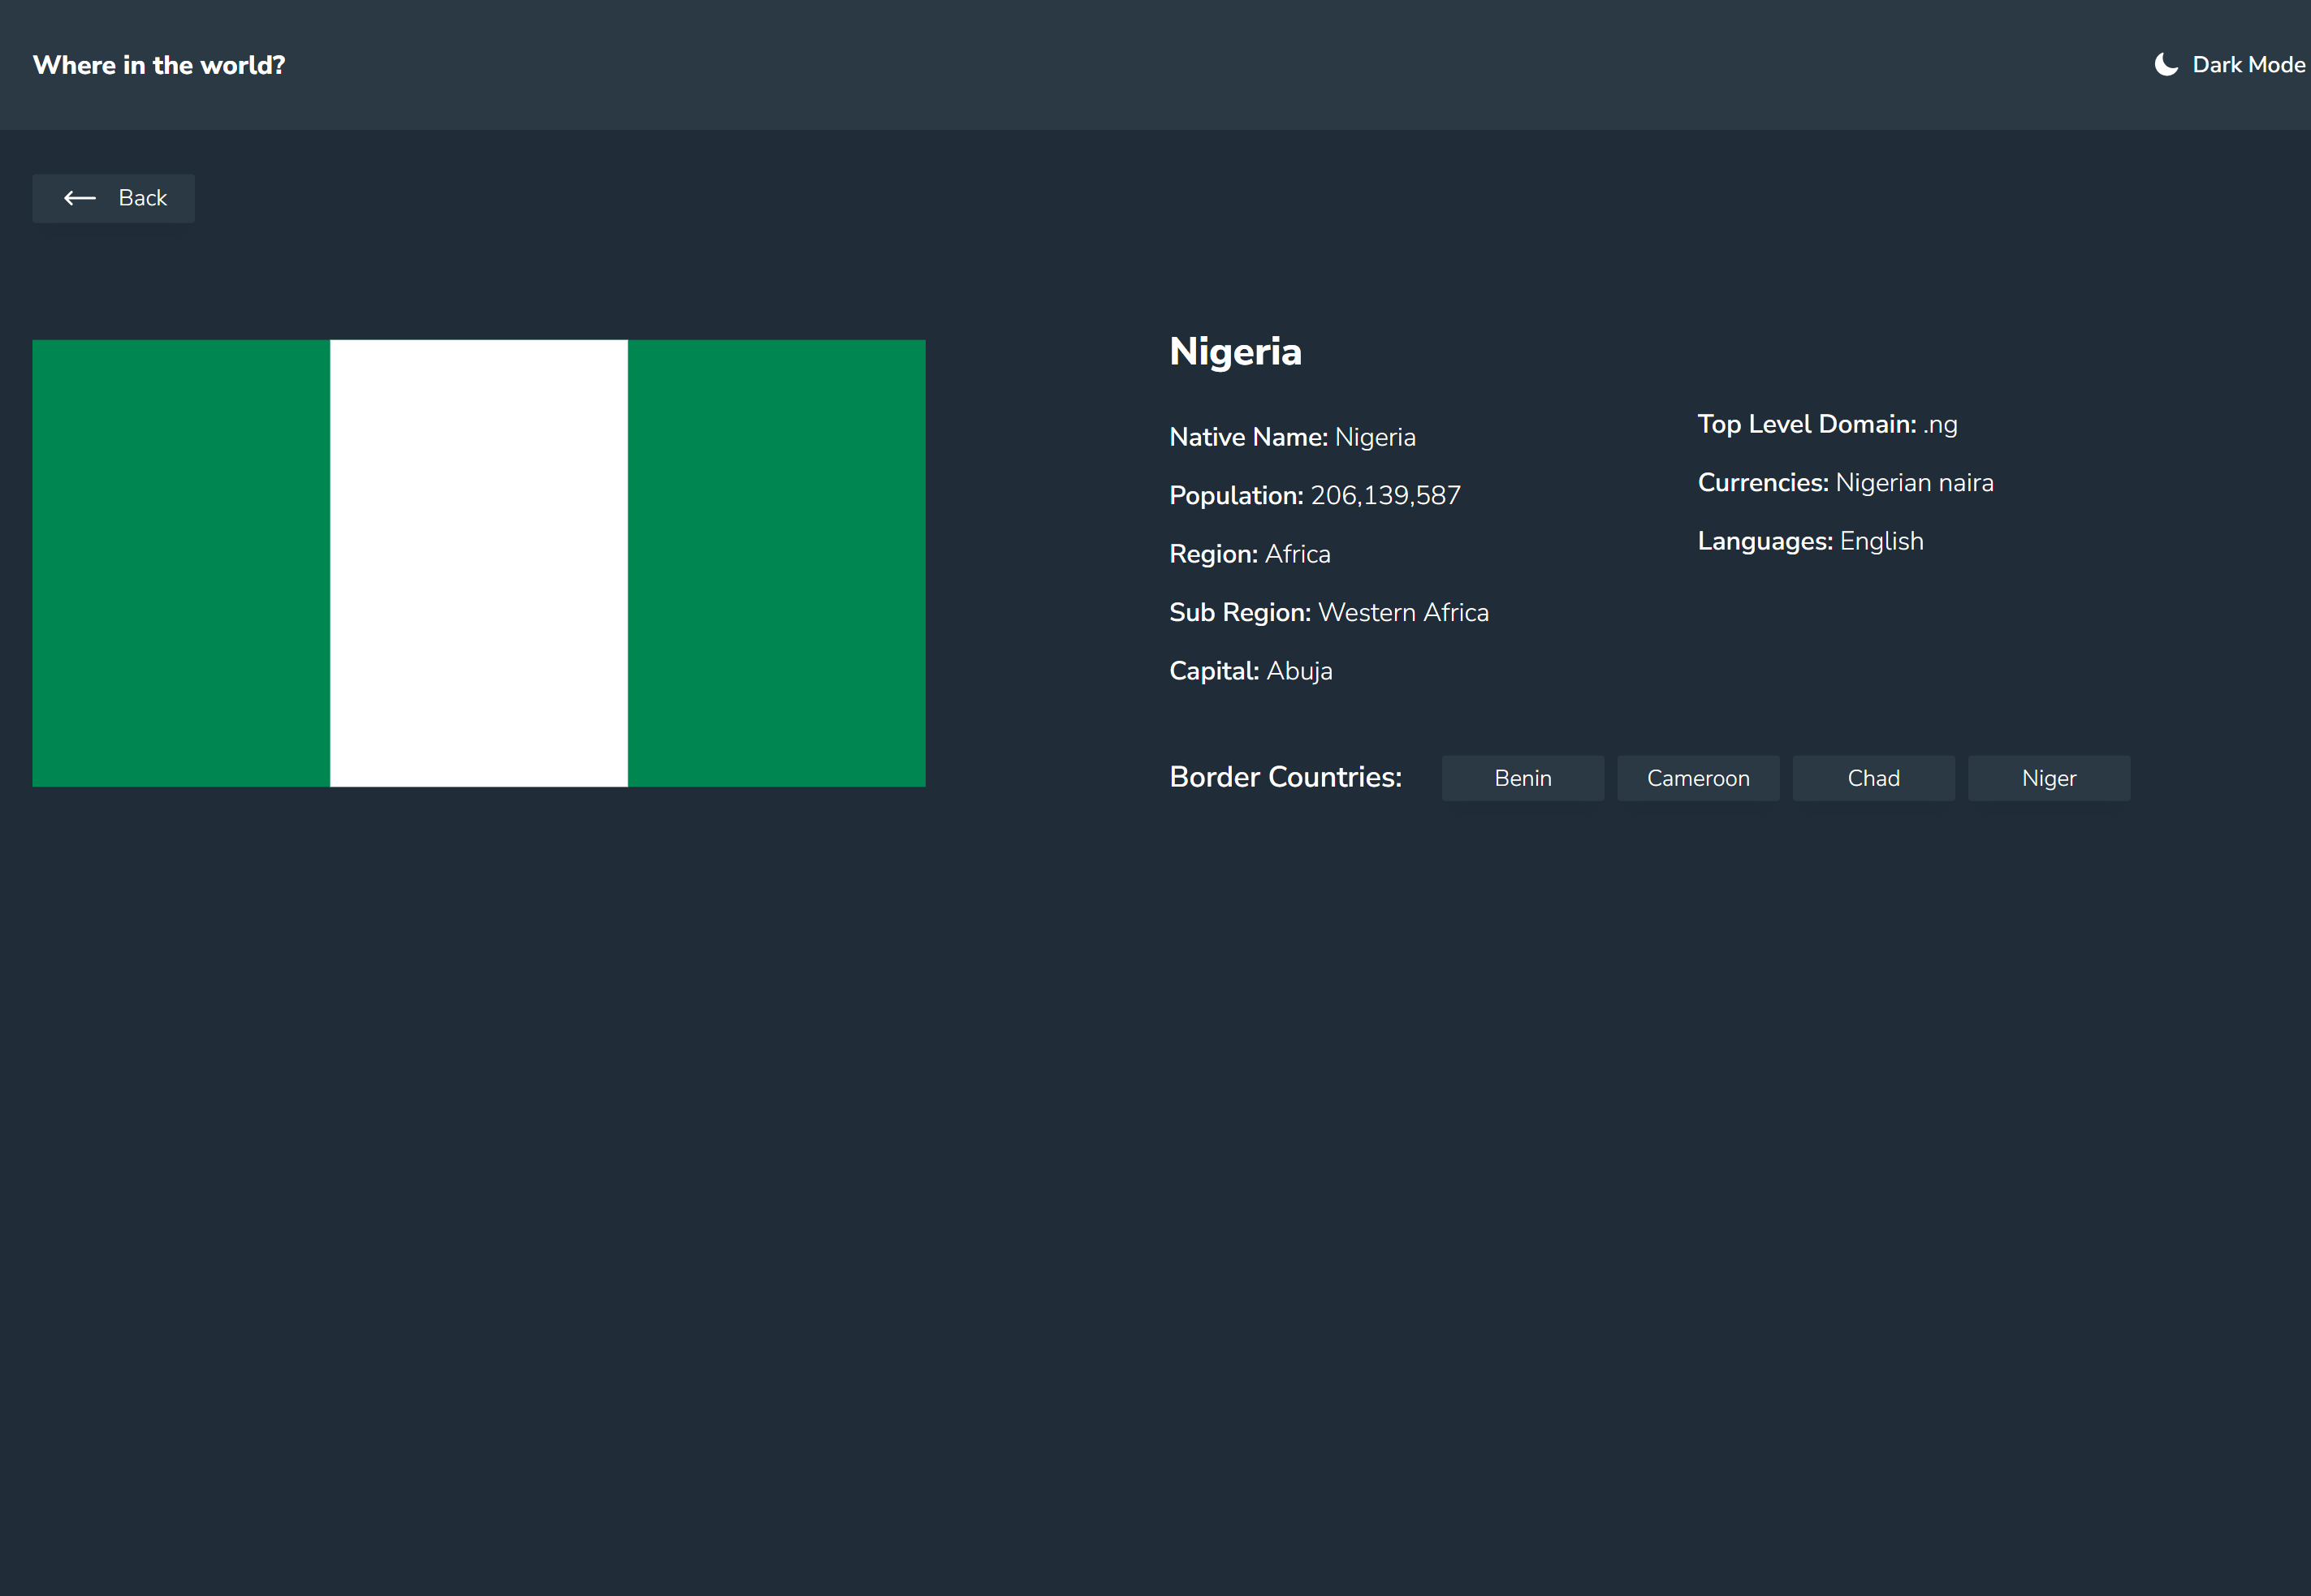 Where in the world?
Dark Mode
Back
Nigeria
Native Name: Nigeria
Population: 206,139,587
Region: Africa
Sub Region: Western Africa
Capital: Abuja
Top Level Domain: .ng
Currencies: Nigerian naira
Languages: English
Border Countries: Benin Cameroon Chad Niger